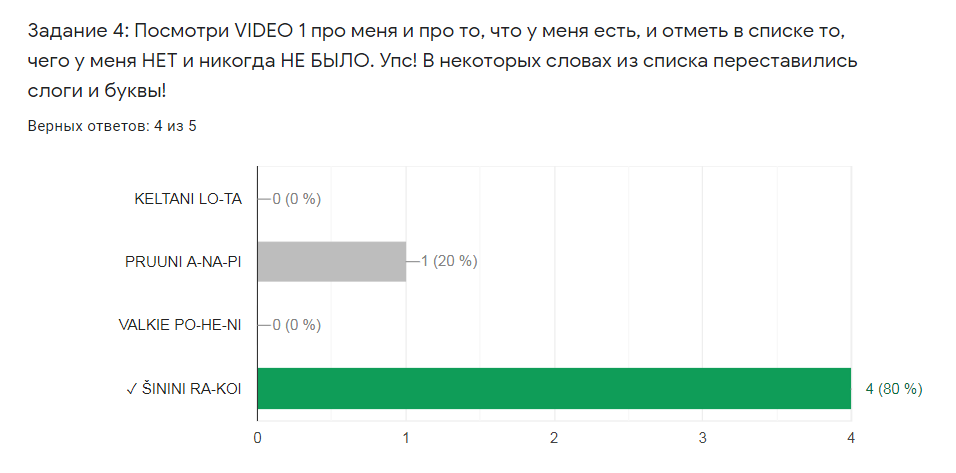 Задание 4: Посмотри VIDEO 1 про меня и про то, что у меня есть, и отметь в списке то,
чего у меня НЕТ и никогда НЕ БЫЛО. Упс! В некоторых словах из списка переставились
слоги и буквы!
Верных ответов: 4 из 5
KELTANI LO-TA 0 (0 %)
PRUUNI A-NA-PI 1 (20 %)
VALKIE PO-HE-NI 0 (0 %)
✓ ŠININI RA-KOI 4 (80 %)
0 1 2 3 4